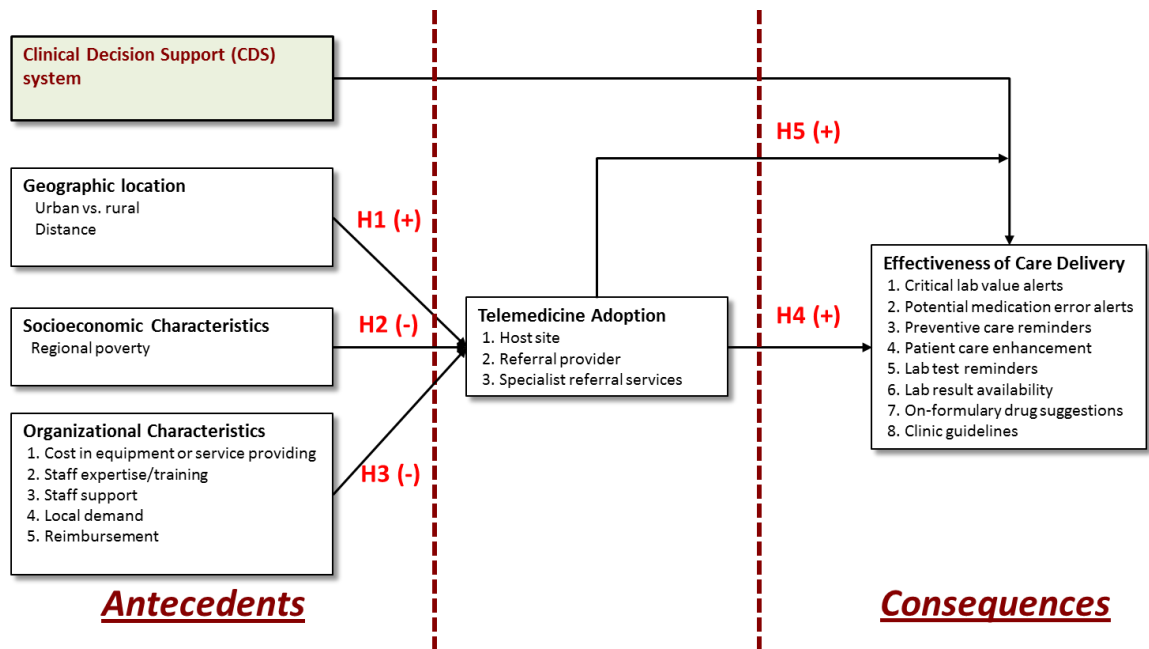 Clinical Decision Support (CDS)
system
Geographic location
Urban vs. rural
Distance
Socioeconomic Characteristics
Regional poverty
Organizational Characteristics
1. Cost in equipment or service providing
2. Staff expertise/training
3. Staff support
4. Local demand
5. Reimbursement
Antecedents
H1 (+)
H2 (-)
H3 (-)
Telemedicine Adoption
1. Host site
2. Referral provider
3. Specialist referral services
H5 (+)
H4 (+)
Effectiveness of Care Delivery
1. Critical lab value alerts
2. Potential medication error alerts
3. Preventive care reminders
4. Patient care enhancement
5. Lab test reminders
6. Lab result availability
7. On-formulary drug suggestions
8. Clinic guidelines
Consequences